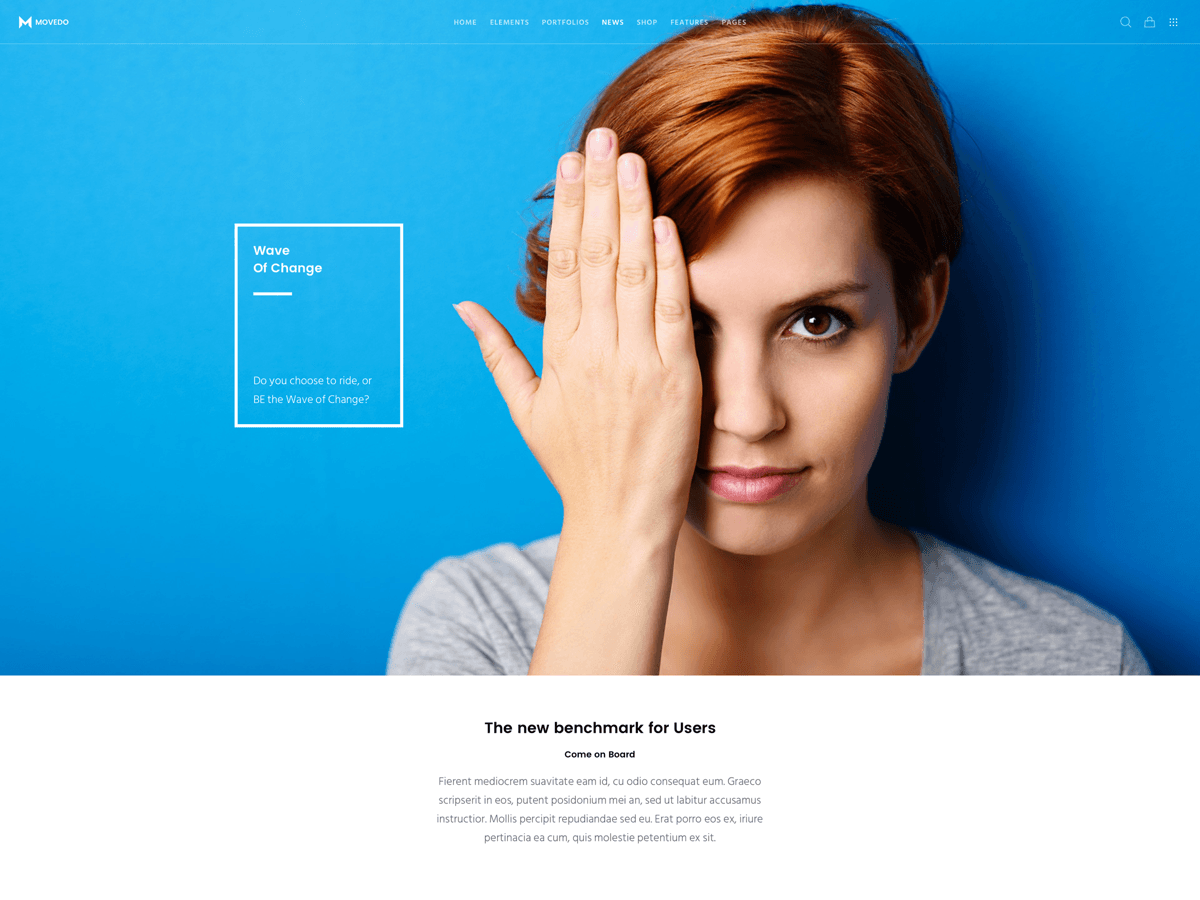 MOVEDO
HOME ELEMENTS PORTFOLIOS NEWS SHOP FEATURES PAGES
Wave
Of Change
Do you choose to ride, or
BE the Wave of Change?
The new benchmark for Users
Come on Board
Fierent mediocrem suavitate eam id, cu odio consequat eum. Graeco
scripserit in eos, putent posidonium mei an, sed ut labitur accusamus
instructior. Mollis percipit repudiandae sed eu. Erat porro eos ex, iriure
pertinacia ea cum, quis molestie petentium ex sit.